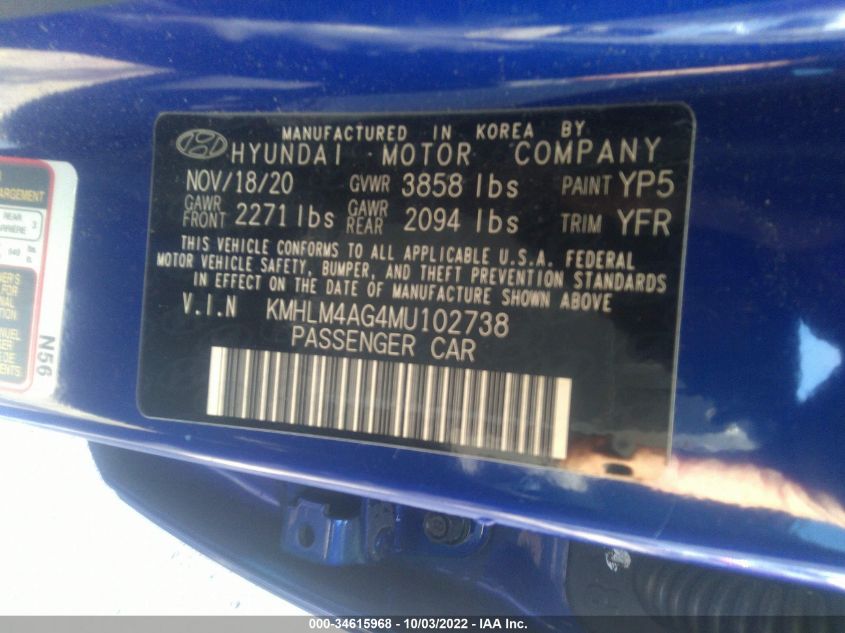 MANUFACTURED IN KOREA BY
HYUNDAI MOTOR COMPANY
NOV/18/20 GVWR 3858 lbs PAINT YP5
GAWR FRONT 2271 lbs GAWR REAR 2094 lbs TRIM YFR
THIS VEHICLE CONFORMS TO ALL APPLICABLE U.S.A. FEDERAL
MOTOR VEHICLE SAFETY, BUMPER, AND THEFT PREVENTION STANDARDS
IN EFFECT ON THE DATE OF MANUFACTURE SHOWN ABOVE
V.I.N KMHLM4AG4MU102738
PASSENGER CAR
REAR 3
N56
000-34615968 - 10/03/2022 - IAA Inc.